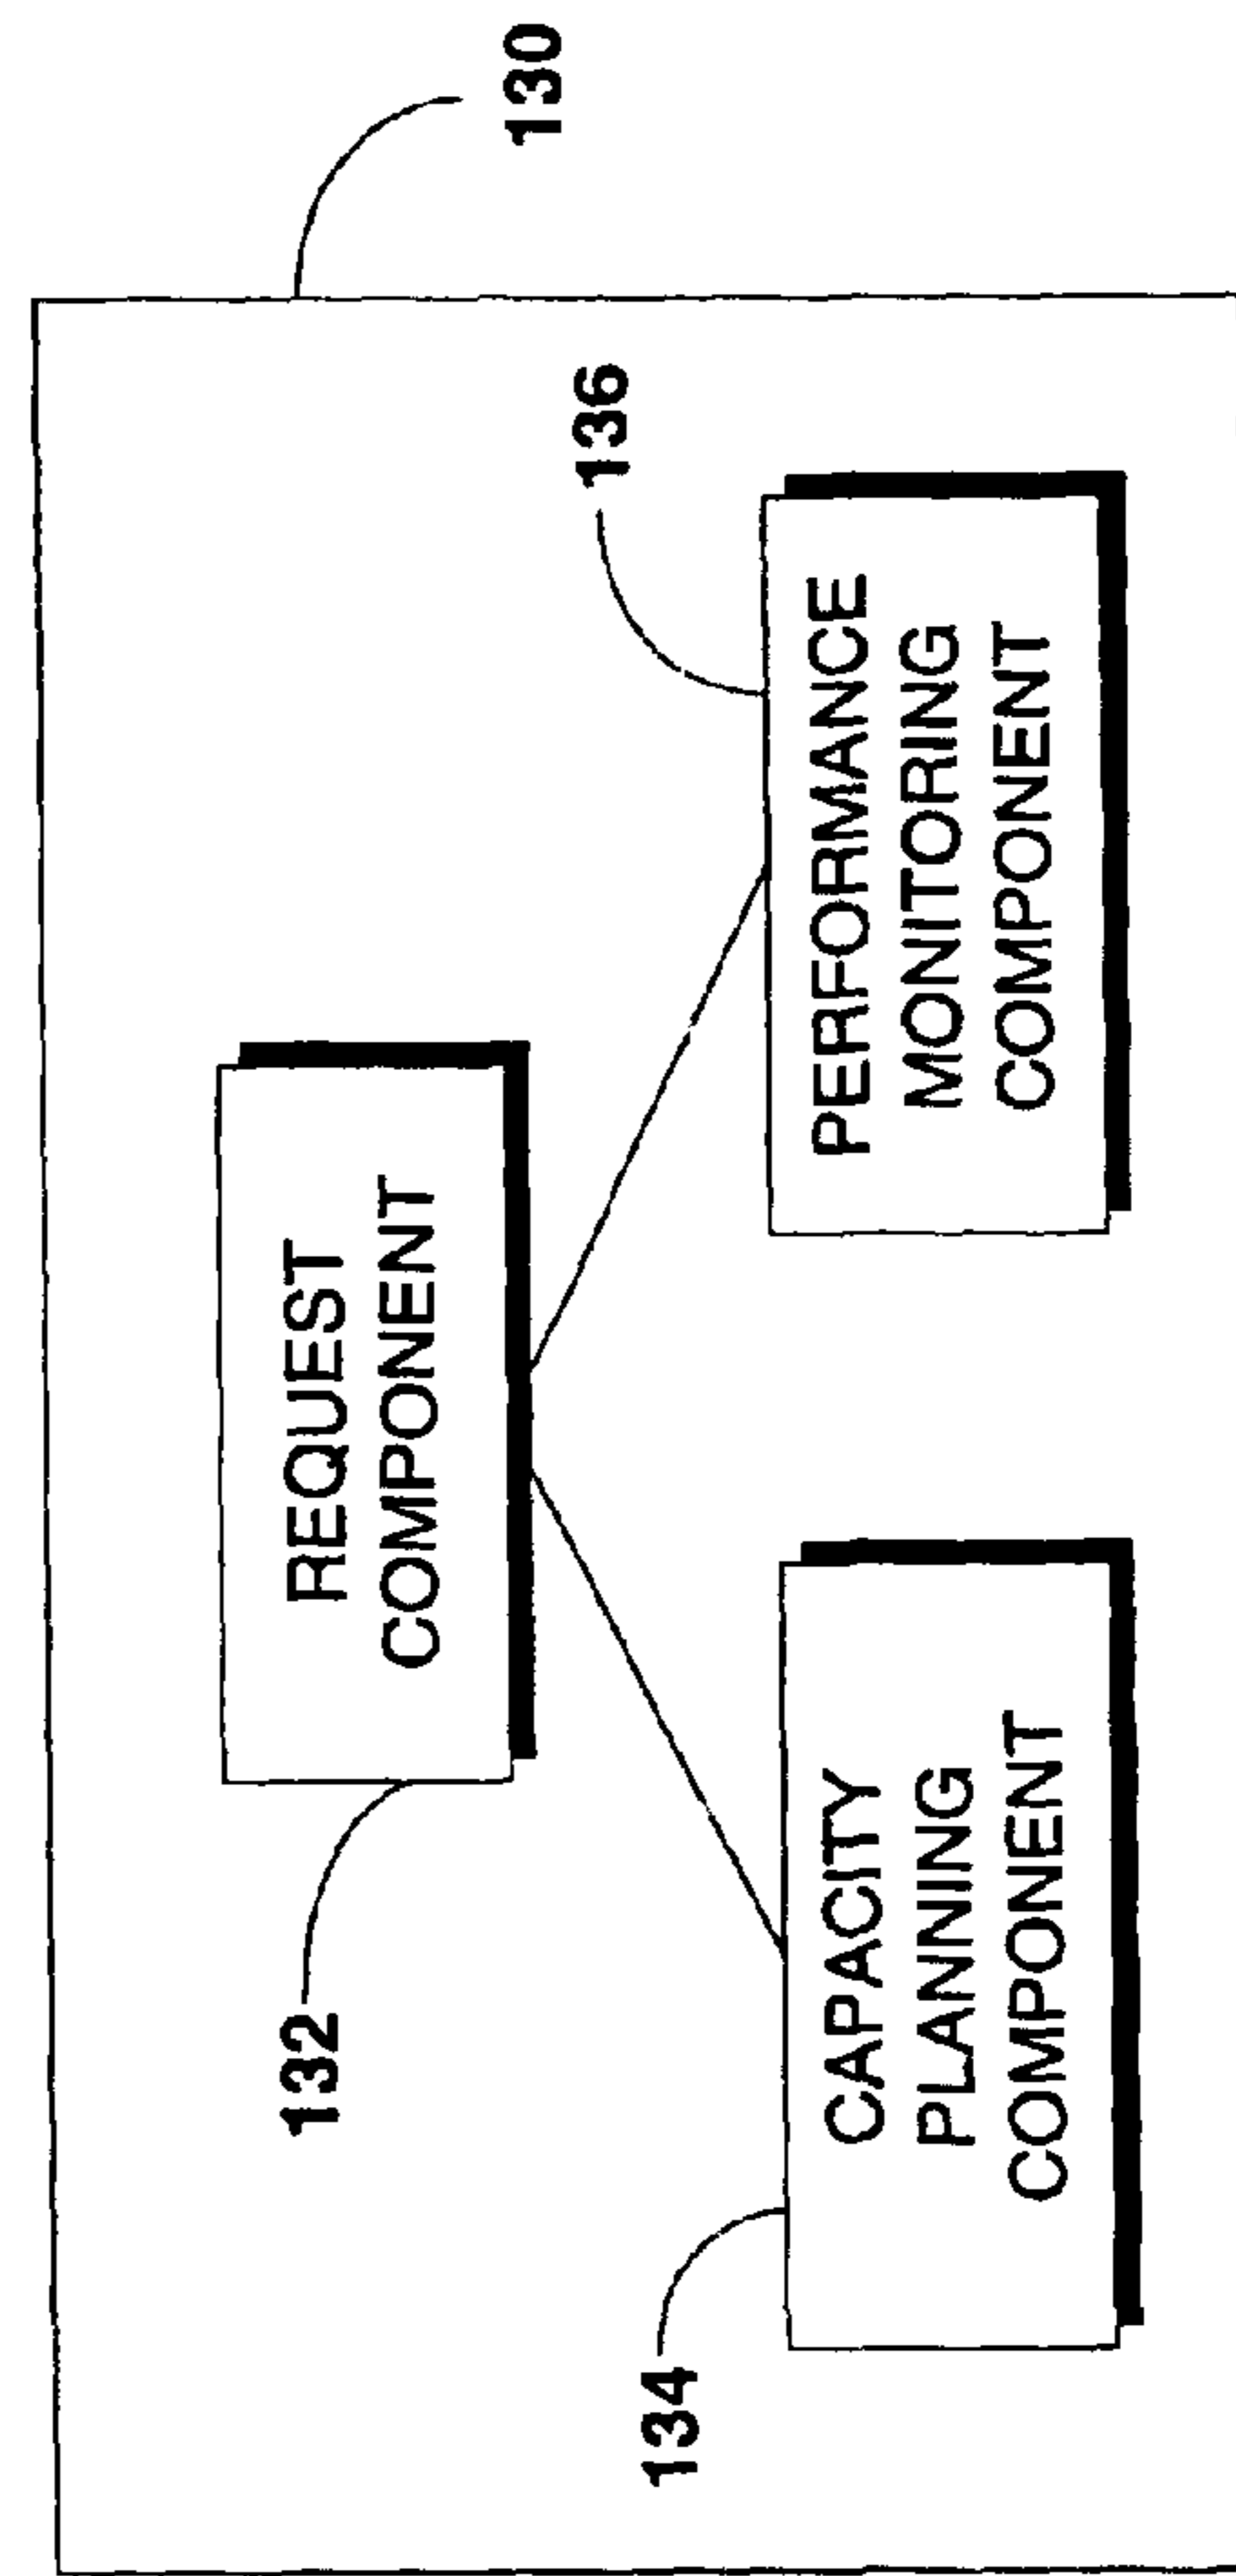 130
132
REQUEST
COMPONENT
134
CAPACITY
PLANNING
COMPONENT
136
PERFORMANCE
MONITORING
COMPONENT